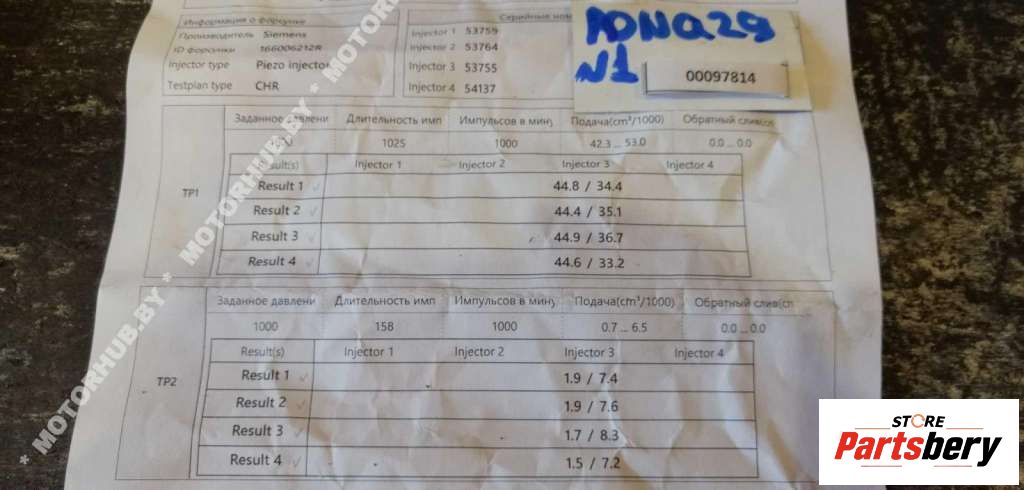 Информация о форсунке
Серийные ном
Производитель Siemens
ID форсунки 166006212R
Injector type Piezo injector
Testplan type CHR
Injector 1 53759
Injector 2 53764
Injector 3 53755
Injector 4 54137
N1
00097814
TP1
Заданное давлени Длительность имп Импульсов в мину Подача(cm³/1000) Обратный слив(cm
1025 1000 42.3 ... 53.0 0.0 ... 0.0
Result(s) Injector 1 Injector 2 Injector 3 Injector 4
Result 1 44.8 / 34.4
Result 2 44.4 / 35.1
Result 3 44.9 / 36.7
Result 4 44.6 / 33.2
TP2
Заданное давлени Длительность имп Импульсов в мину Подача(cm³/1000) Обратный слив(cm
1000 158 1000 0.7 ... 6.5 0.0 ... 0.0
Result(s) Injector 1 Injector 2 Injector 3 Injector 4
Result 1 1.9 / 7.4
Result 2 1.9 / 7.6
Result 3 1.7 / 8.3
Result 4 1.5 / 7.2
* MOTORHUB.BY * MOTORHUB.BY * MOTORHUB.BY *
STORE
Partsbery